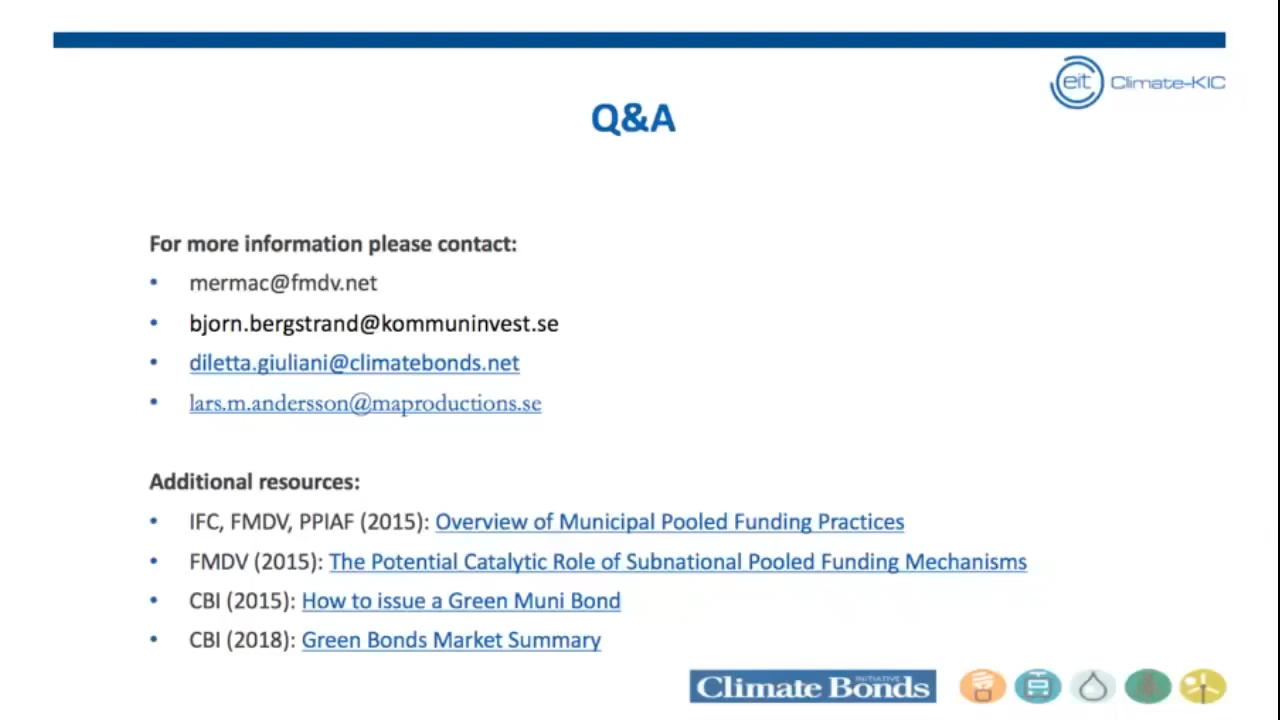 eit Climate-KIC
Q&A
For more information please contact:
• mermac@fmdv.net
• bjorn.bergstrand@kommuninvest.se
• diletta.giuliani@climatebonds.net
• lars.m.andersson@maproductions.se
Additional resources:
• IFC, FMDV, PPIAF (2015): Overview of Municipal Pooled Funding Practices
• FMDV (2015): The Potential Catalytic Role of Subnational Pooled Funding Mechanisms
• CBI (2015): How to issue a Green Muni Bond
• CBI (2018): Green Bonds Market Summary
Climate Bonds INITIATIVE